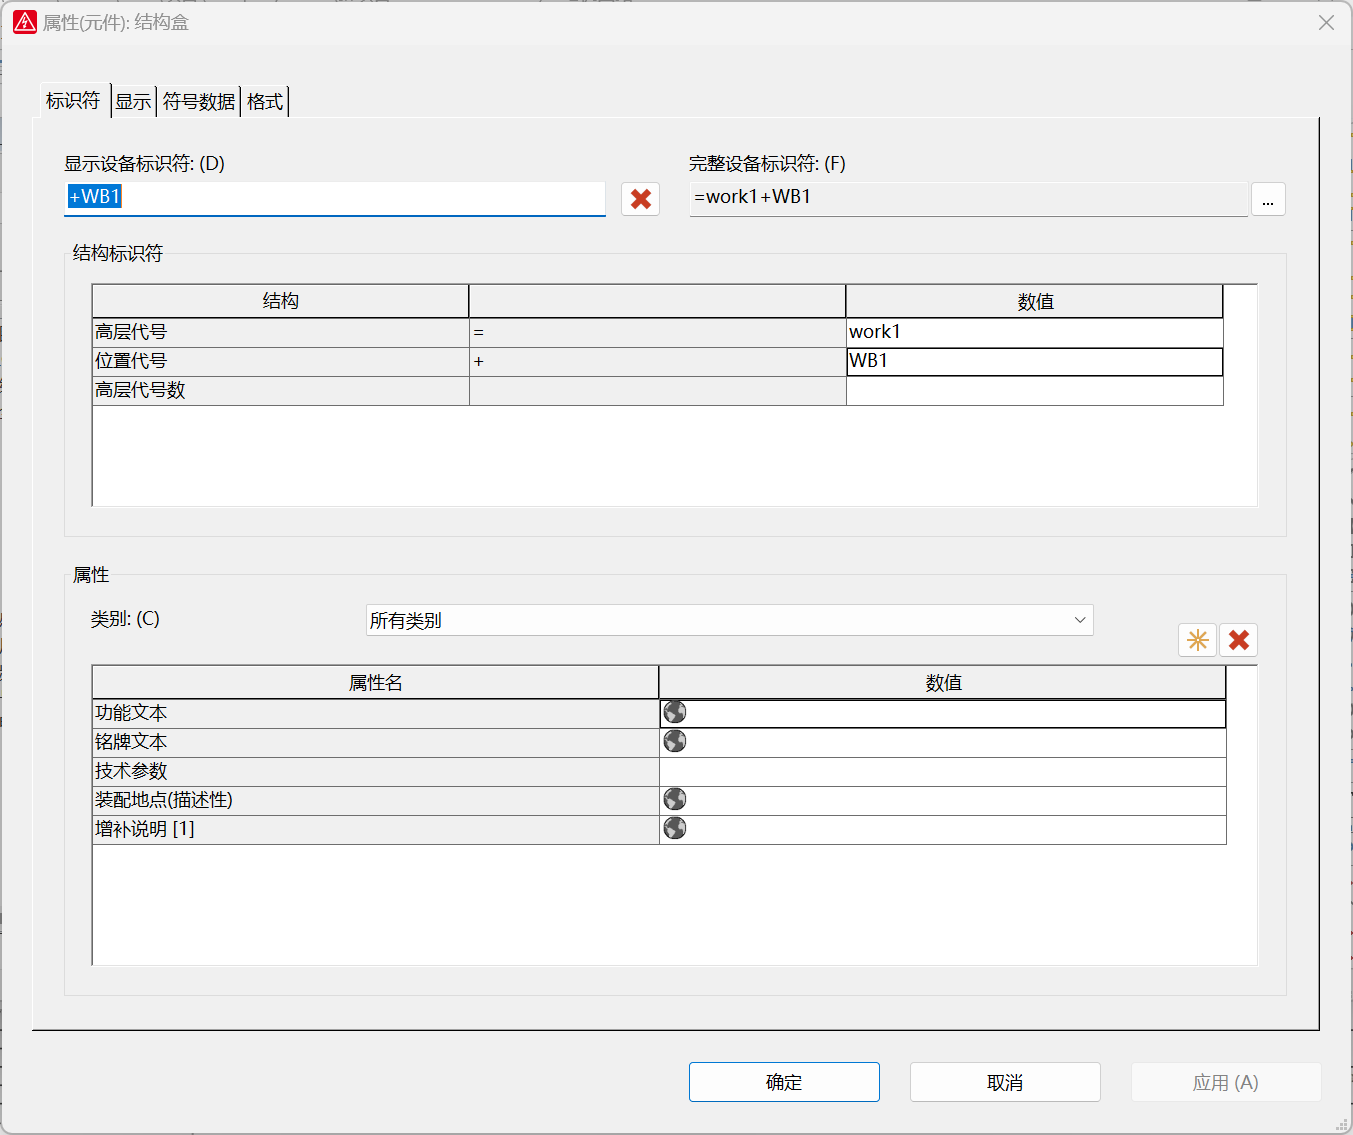 属性(元件): 结构盒
标识符 显示 符号数据 格式
显示设备标识符: (D) 完整设备标识符: (F)
+WB1 =work1+WB1 ...
结构标识符
结构 数值
高层代号 = work1
位置代号 + WB1
高层代号数
属性
类别: (C) 所有类别
属性名 数值
功能文本
铭牌文本
技术参数
装配地点(描述性)
增补说明 [1]
确定 取消 应用 (A)